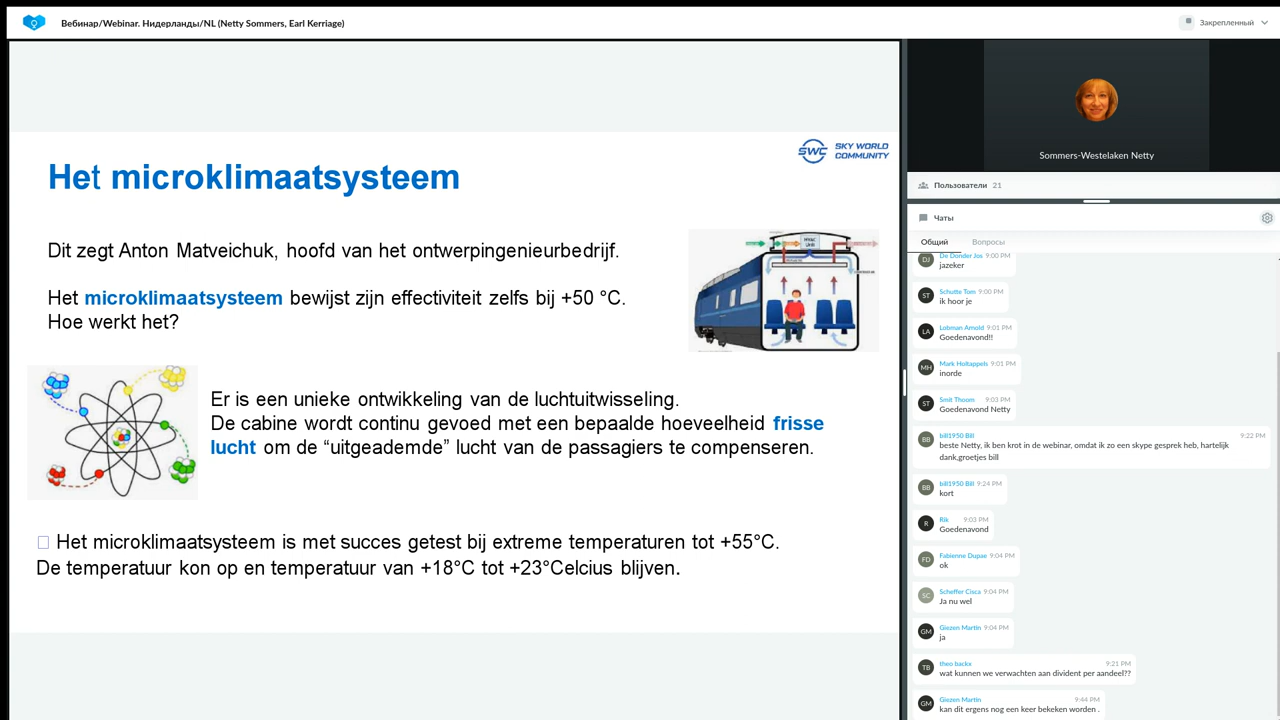 Вебинар/Webinar. Нидерланды/NL (Netty Sommers, Earl Kerriage)
Закрепленный
SWC SKY WORLD
COMMUNITY
Het microklimaatsysteem
Dit zegt Anton Matveichuk, hoofd van het ontwerpingenieurbedrijf.
Het microklimaatsysteem bewijst zijn effectiviteit zelfs bij +50 °C.
Hoe werkt het?
HVAC
Unit
Er is een unieke ontwikkeling van de luchtuitwisseling.
De cabine wordt continu gevoed met een bepaalde hoeveelheid frisse
lucht om de “uitgeademde” lucht van de passagiers te compenseren.
Het microklimaatsysteem is met succes getest bij extreme temperaturen tot +55°C.
De temperatuur kon op en temperatuur van +18°C tot +23°Celcius blijven.
Sommers-Westelaken Netty
Пользователи 21
Чаты
Общий Вопросы
DJ De Donder Jos 9:00 PM
jazeker
ST Schutte Tom 9:00 PM
ik hoor je
LA Lobman Arnold 9:01 PM
Goedenavond!!
MH Mark Holtappels 9:01 PM
inorde
ST Smit Thoom 9:03 PM
Goedenavond Netty
BB bill1950 Bill 9:22 PM
beste Netty, ik ben krot in de webinar, omdat ik zo een skype gesprek heb, hartelijk
dank,groetjes bill
BB bill1950 Bill 9:24 PM
kort
R Rik 9:03 PM
Goedenavond
FD Fabienne Dupae 9:04 PM
ok
SC Scheffer Cisca 9:04 PM
Ja nu wel
GM Giezen Martin 9:04 PM
ja
TB theo backx 9:21 PM
wat kunnen we verwachten aan divident per aandeel??
GM Giezen Martin 9:44 PM
kan dit ergens nog een keer bekeken worden .